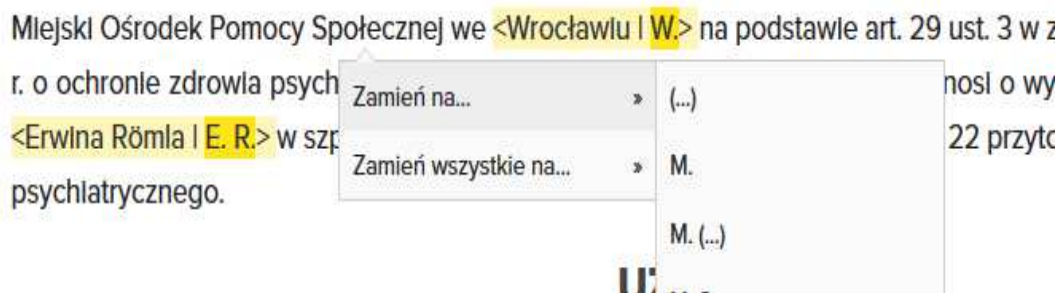 Miejski Ośrodek Pomocy Społecznej we <Wrocławiu | W.> na podstawie art. 29 ust. 3 w z
r. o ochronie zdrowia psych
nosi o wy
<Erwina Römla | E. R.> w szp
22 przyto
psychiatrycznego.
Zamień na... »
Zamień wszystkie na... »
(...)
M.
M. (...)